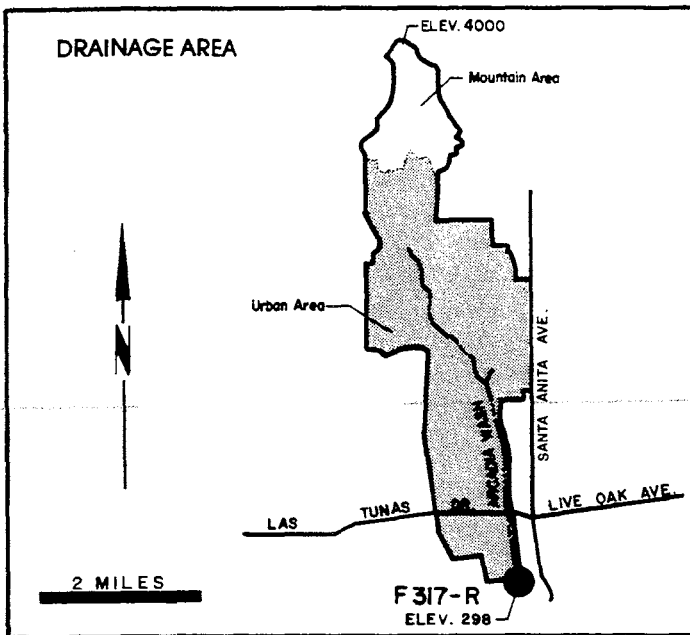 DRAINAGE AREA
ELEV. 4000
Mountain Area
N
Urban Area
SANTA ANITA AVE.
ARCADIA WASH
LAS TUNAS DR
LIVE OAK AVE.
2 MILES
F 317-R
ELEV. 298